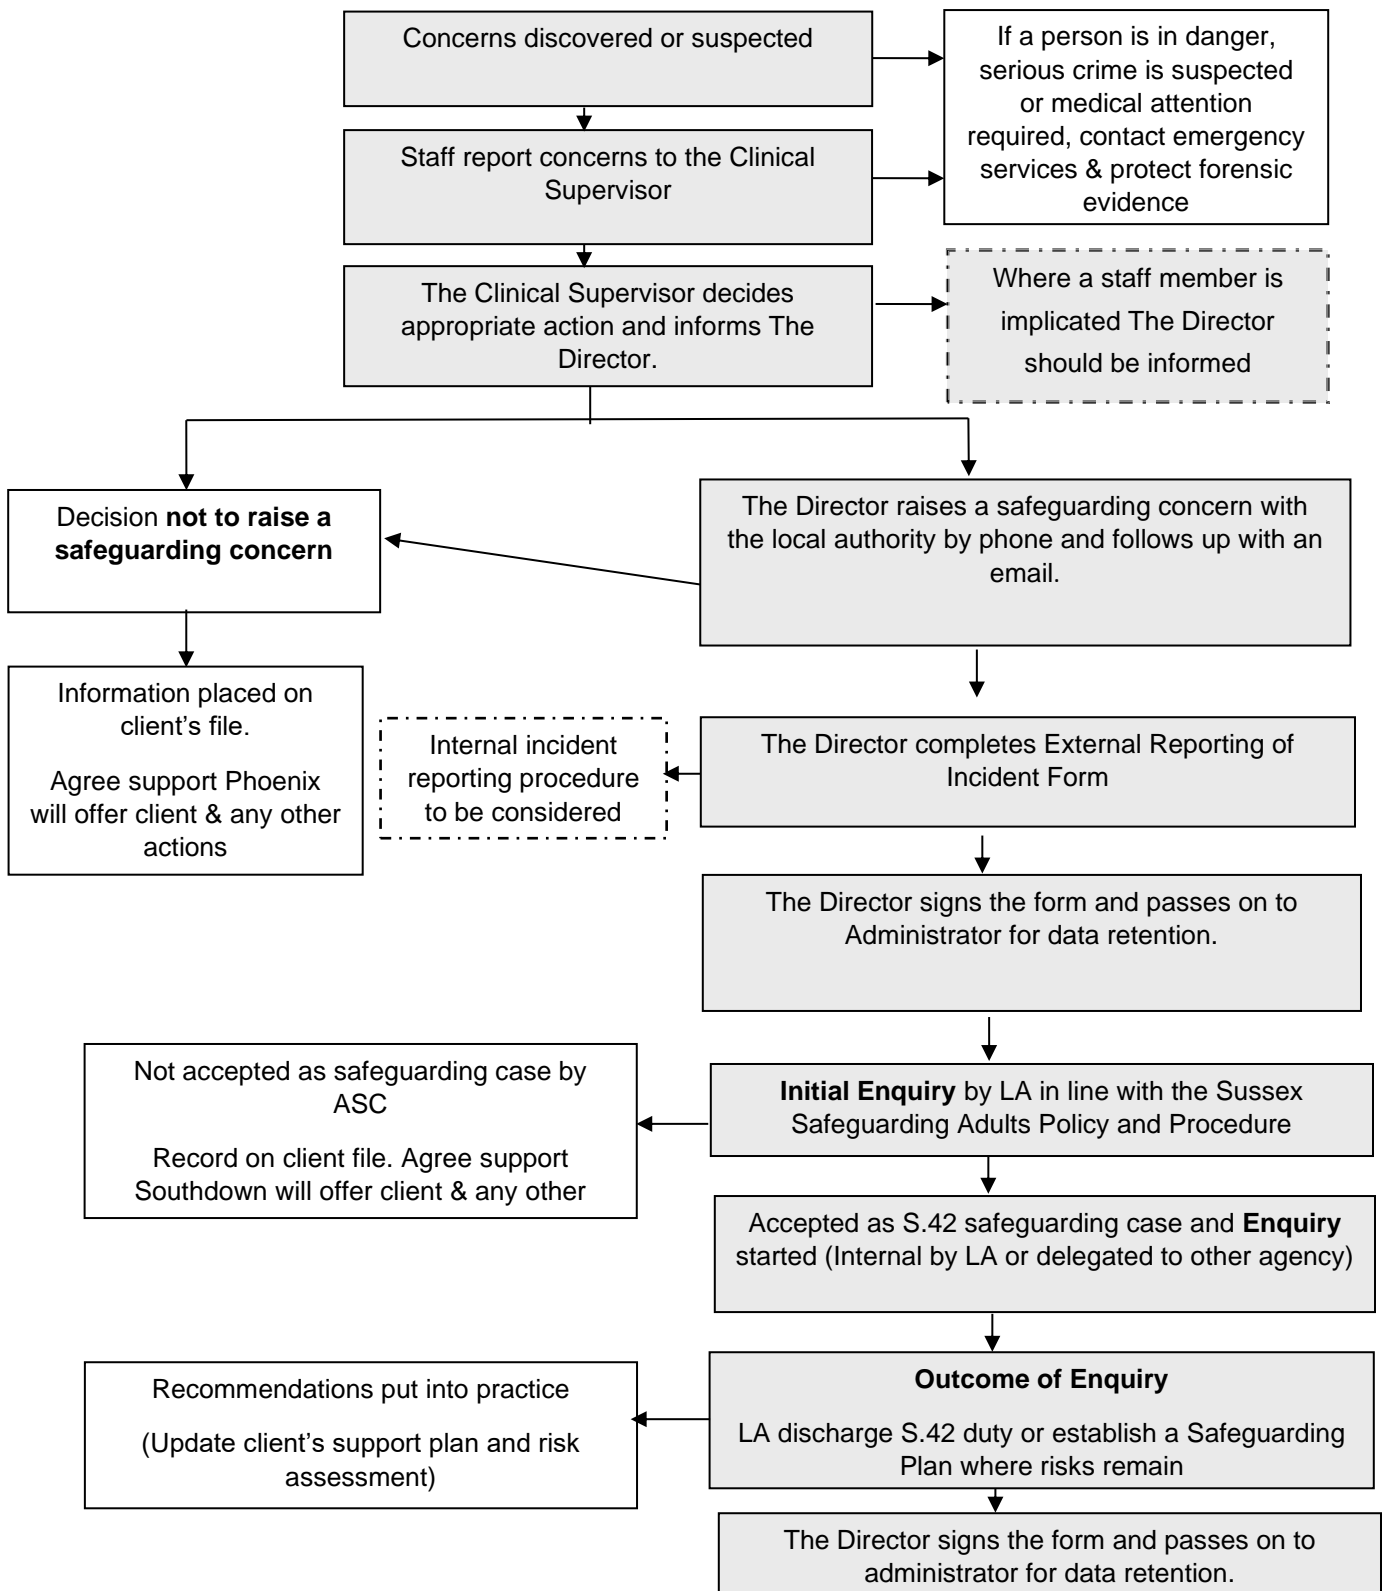 Concerns discovered or suspected
If a person is in danger,
serious crime is suspected
or medical attention
required, contact emergency
services & protect forensic
evidence
Staff report concerns to the Clinical
Supervisor
The Clinical Supervisor decides
appropriate action and informs The
Director.
Where a staff member is
implicated The Director
should be informed
Decision not to raise a
safeguarding concern
The Director raises a safeguarding concern with
the local authority by phone and follows up with an
email.
Information placed on
client’s file.
Agree support Phoenix
will offer client & any other
actions
Internal incident
reporting procedure
to be considered
The Director completes External Reporting of
Incident Form
The Director signs the form and passes on to
Administrator for data retention.
Not accepted as safeguarding case by
ASC
Record on client file. Agree support
Southdown will offer client & any other
Initial Enquiry by LA in line with the Sussex
Safeguarding Adults Policy and Procedure
Accepted as S.42 safeguarding case and Enquiry
started (Internal by LA or delegated to other agency)
Recommendations put into practice
(Update client’s support plan and risk
assessment)
Outcome of Enquiry
LA discharge S.42 duty or establish a Safeguarding
Plan where risks remain
The Director signs the form and passes on to
administrator for data retention.